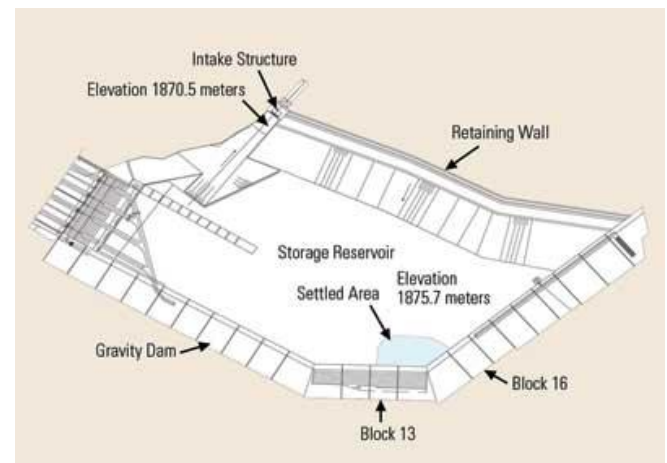 Intake Structure
Elevation 1870.5 meters
Retaining Wall
Storage Reservoir
Elevation
1875.7 meters
Settled Area
Gravity Dam
Block 16
Block 13